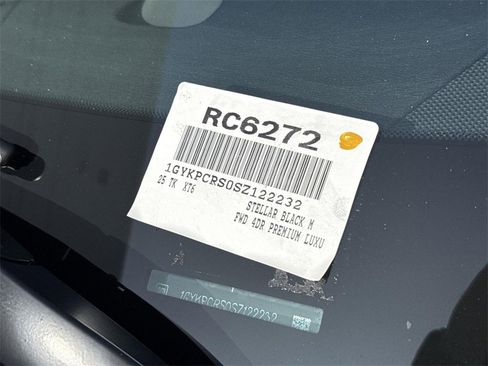 RC6272
1GYKPCRS0SZ122232
25 TK XT6
STELLAR BLACK M
FWD 4DR PREMIUM LUXU
1GYKPCRS0SZ122232